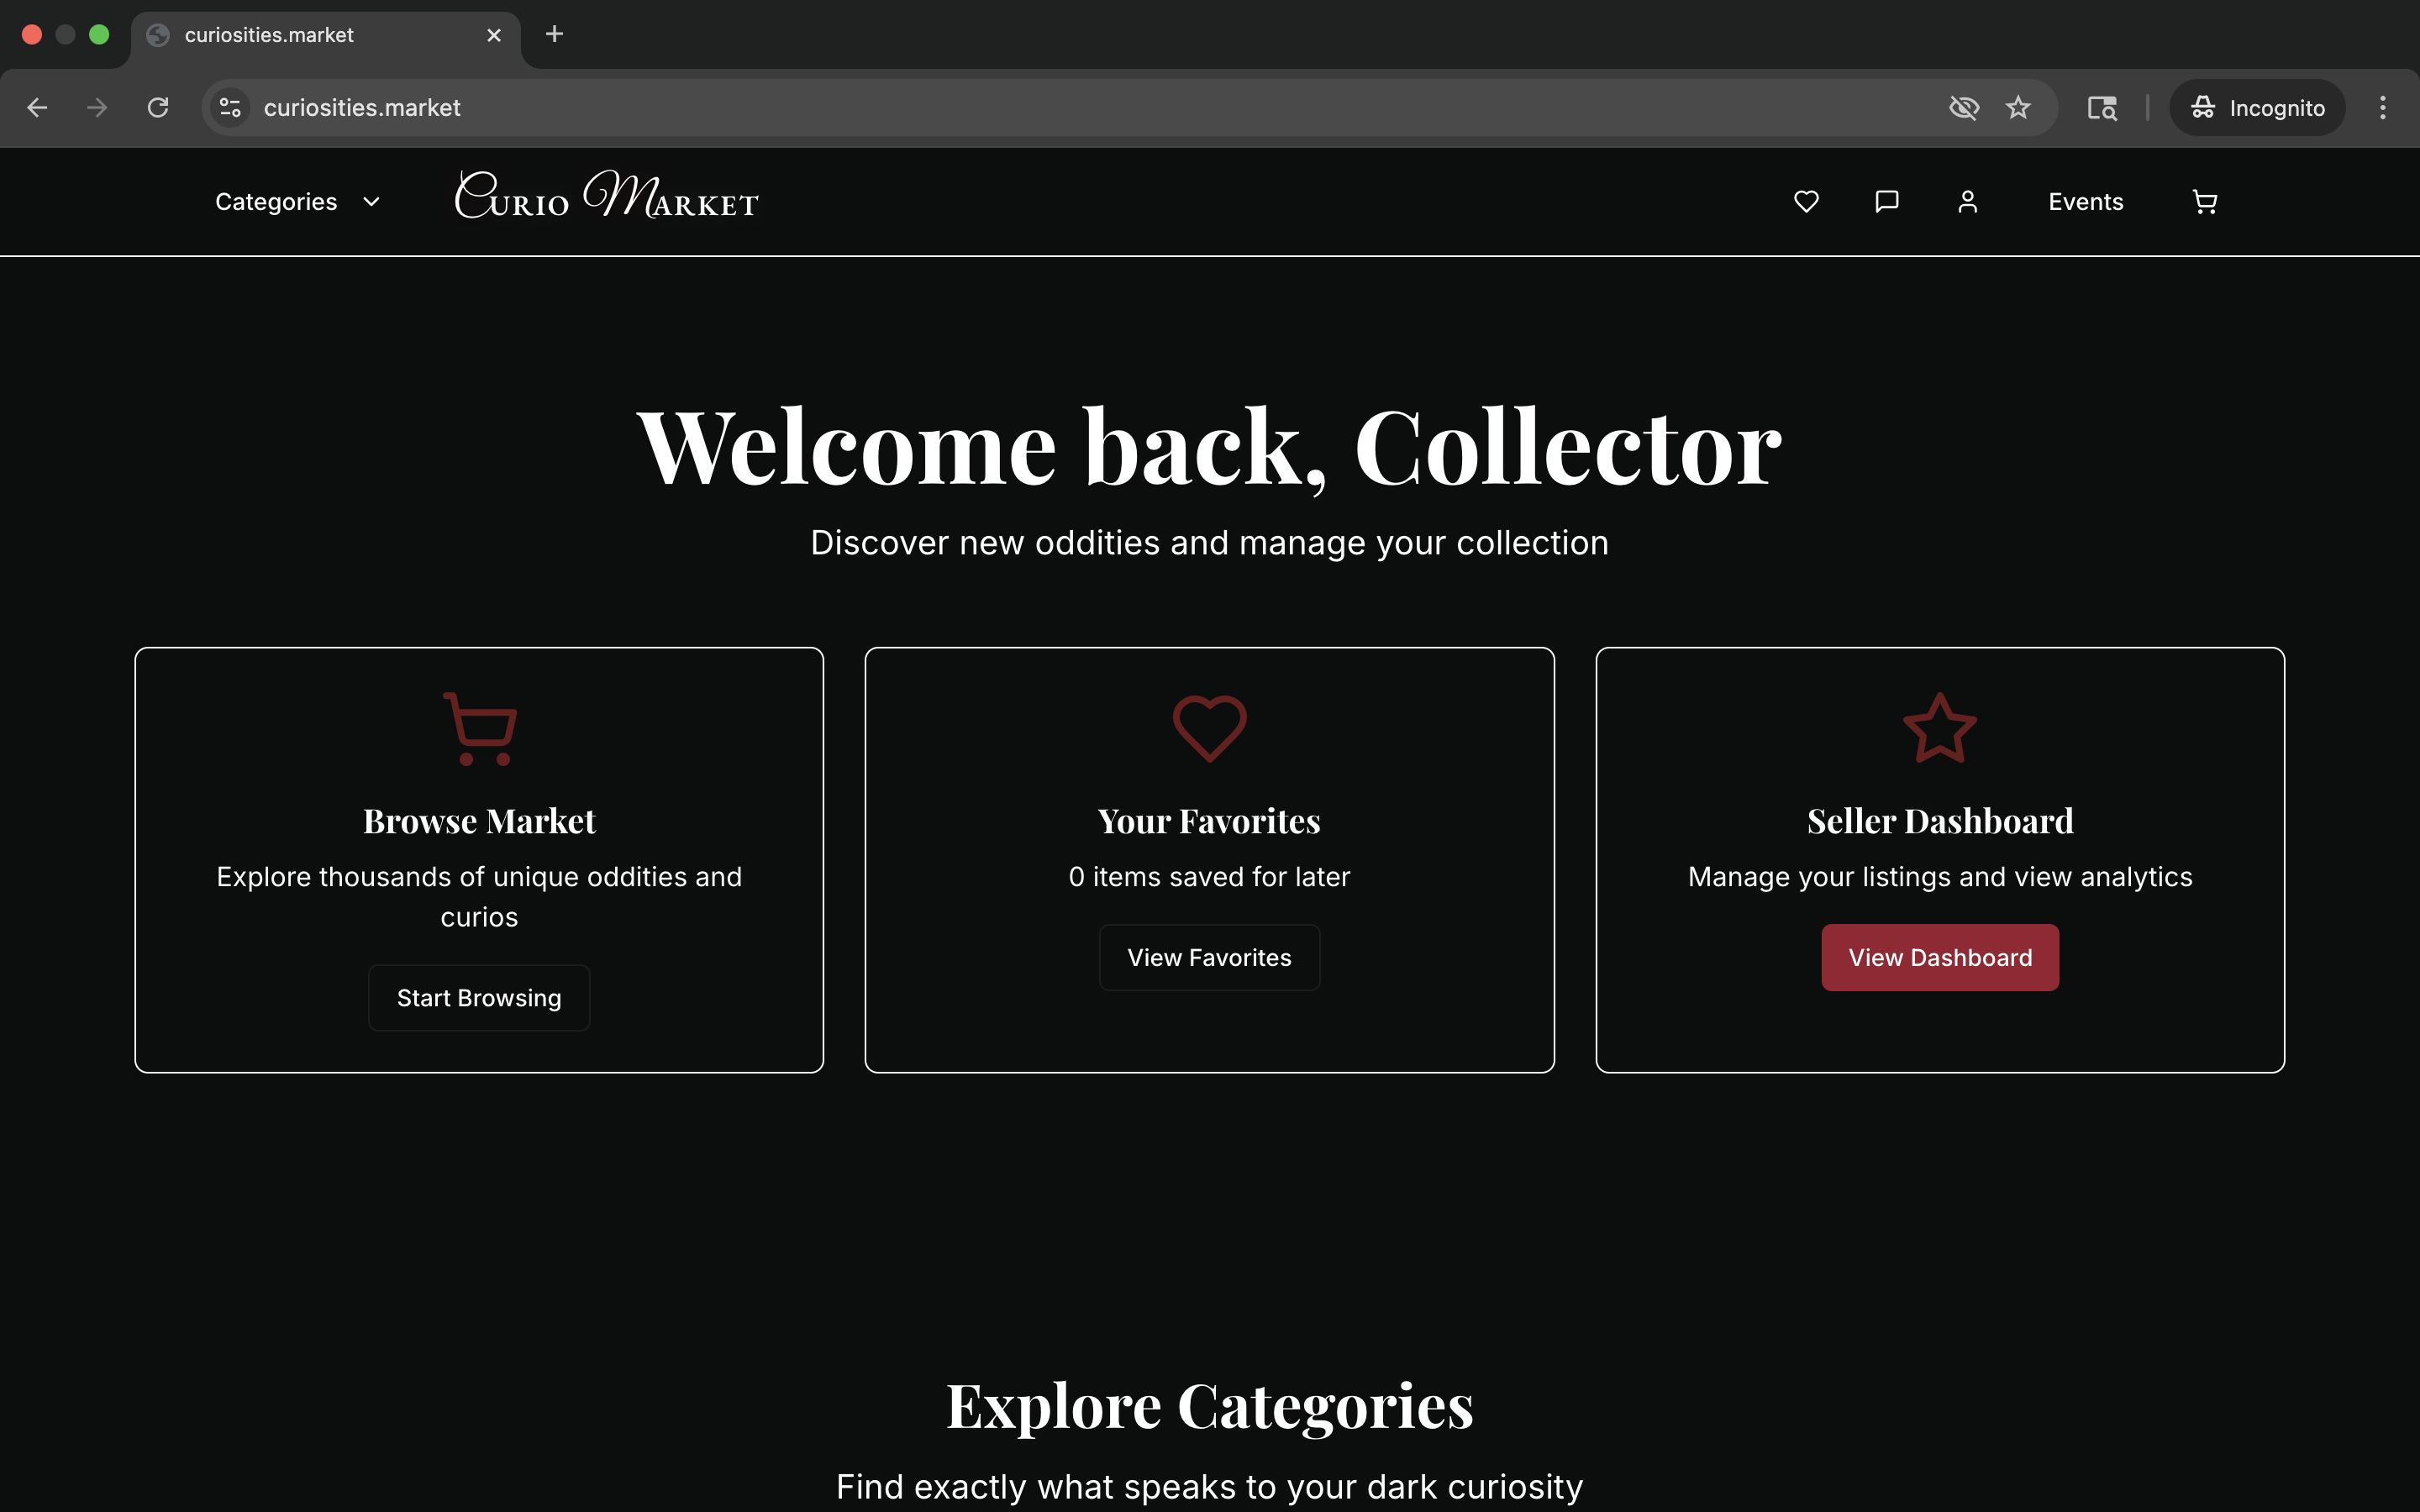 curiosities.market
curiosities.market
Incognito
Categories
Curio Market
Events
Welcome back, Collector
Discover new oddities and manage your collection
Browse Market
Explore thousands of unique oddities and
curios
Start Browsing
Your Favorites
0 items saved for later
View Favorites
Seller Dashboard
Manage your listings and view analytics
View Dashboard
Explore Categories
Find exactly what speaks to your dark curiosity